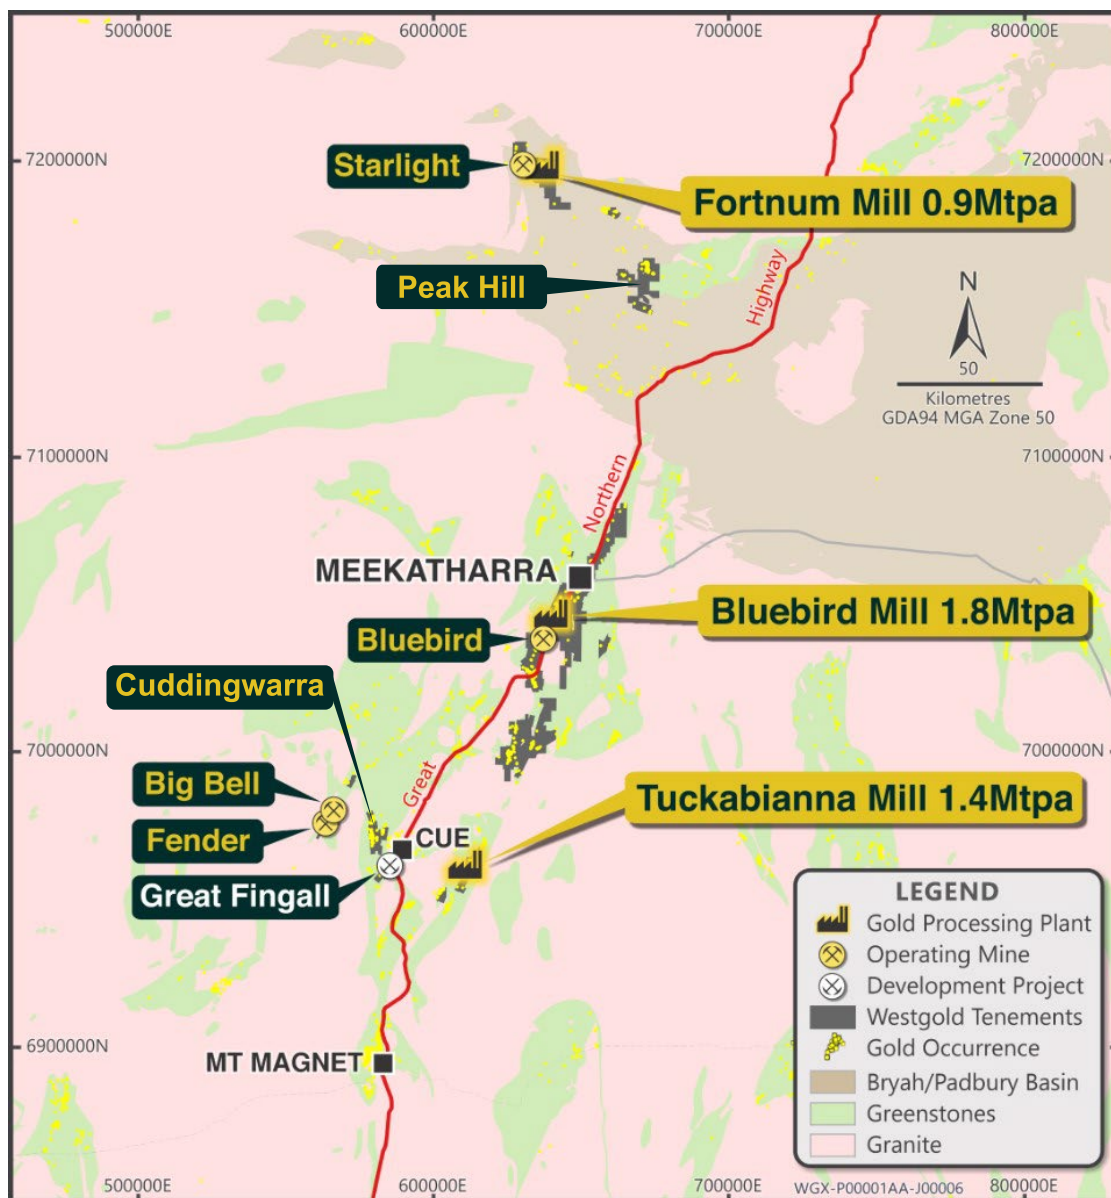 500000E
600000E
700000E
800000E
7200000N
7200000N
Starlight
Fortnum Mill 0.9Mtpa
Peak Hill
Highway
N
50
Kilometres
GDA94 MGA Zone 50
7100000N
7100000N
Northern
MEEKATHARRA
Bluebird Mill 1.8Mtpa
Bluebird
Cuddingwarra
7000000N
7000000N
Great
Big Bell
Tuckabianna Mill 1.4Mtpa
Fender
CUE
Great Fingall
LEGEND
Gold Processing Plant
Operating Mine
Development Project
Westgold Tenements
Gold Occurrence
Bryah/Padbury Basin
Greenstones
Granite
6900000N
MT MAGNET
500000E
600000E
700000E
800000E
WGX-P00001AA-J00006